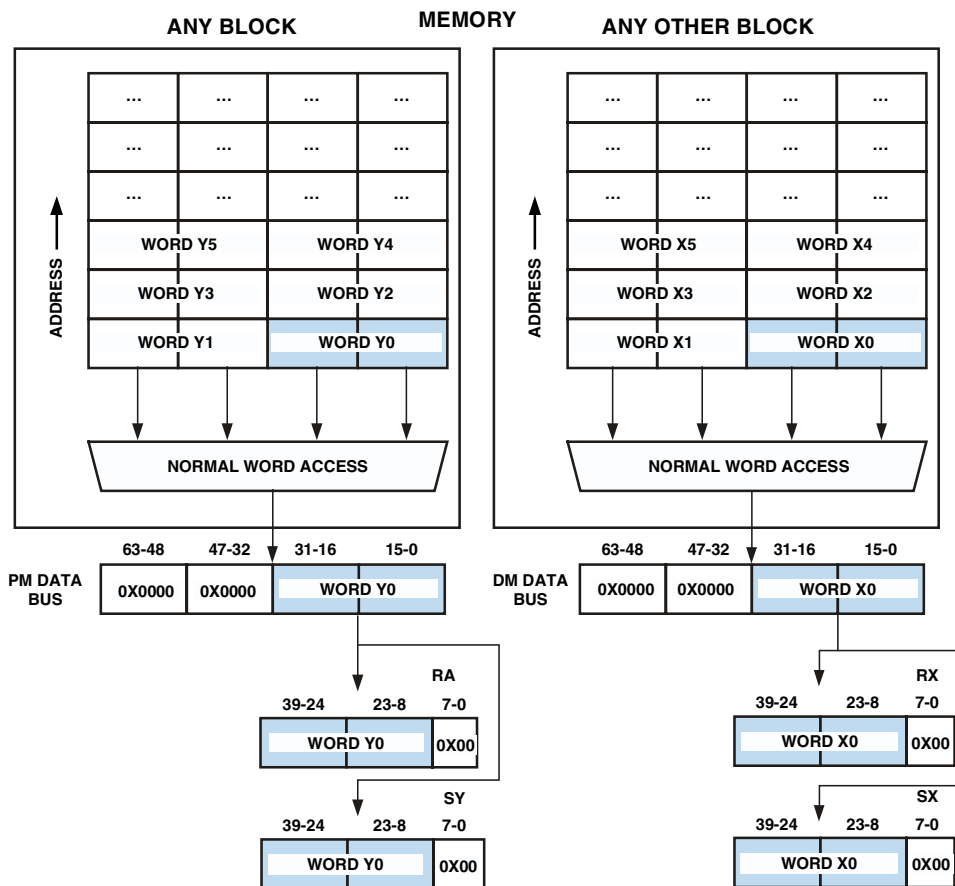 MEMORY
ANY BLOCK
ANY OTHER BLOCK
... ... ... ...
... ... ... ...
... ... ... ...
WORD Y5 WORD Y4
WORD Y3 WORD Y2
WORD Y1 WORD Y0
ADDRESS
NORMAL WORD ACCESS
... ... ... ...
... ... ... ...
... ... ... ...
WORD X5 WORD X4
WORD X3 WORD X2
WORD X1 WORD X0
ADDRESS
NORMAL WORD ACCESS
63-48 47-32 31-16 15-0
PM DATA
BUS
0X0000 0X0000 WORD Y0
63-48 47-32 31-16 15-0
DM DATA
BUS
0X0000 0X0000 WORD X0
RA
39-24 23-8 7-0
WORD Y0 0X00
SY
39-24 23-8 7-0
WORD Y0 0X00
RX
39-24 23-8 7-0
WORD X0 0X00
SX
39-24 23-8 7-0
WORD X0 0X00